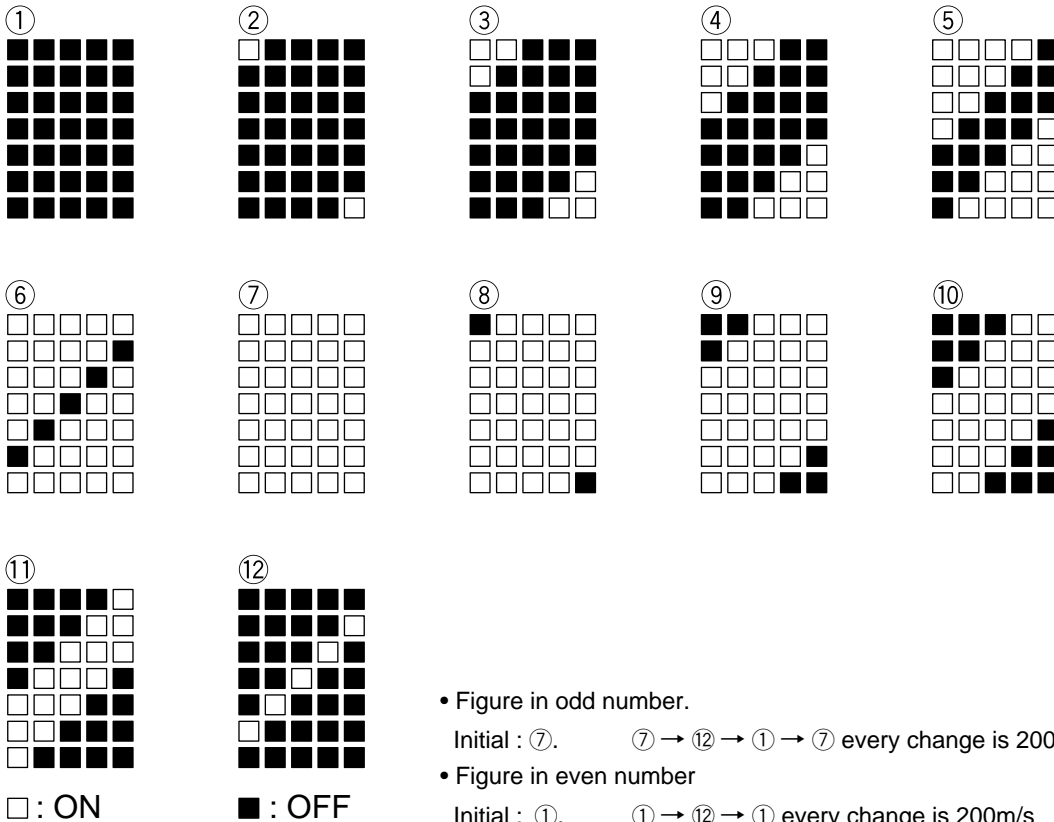 ① ② ③ ④ ⑤
⑥ ⑦ ⑧ ⑨ ⑩
⑪ ⑫
• Figure in odd number.
Initial : ⑦. ⑦ → ⑫ → ① → ⑦ every change is 200
• Figure in even number
Initial : ①. ① → ⑫ → ① every change is 200m/s
□ : ON ■ : OFF